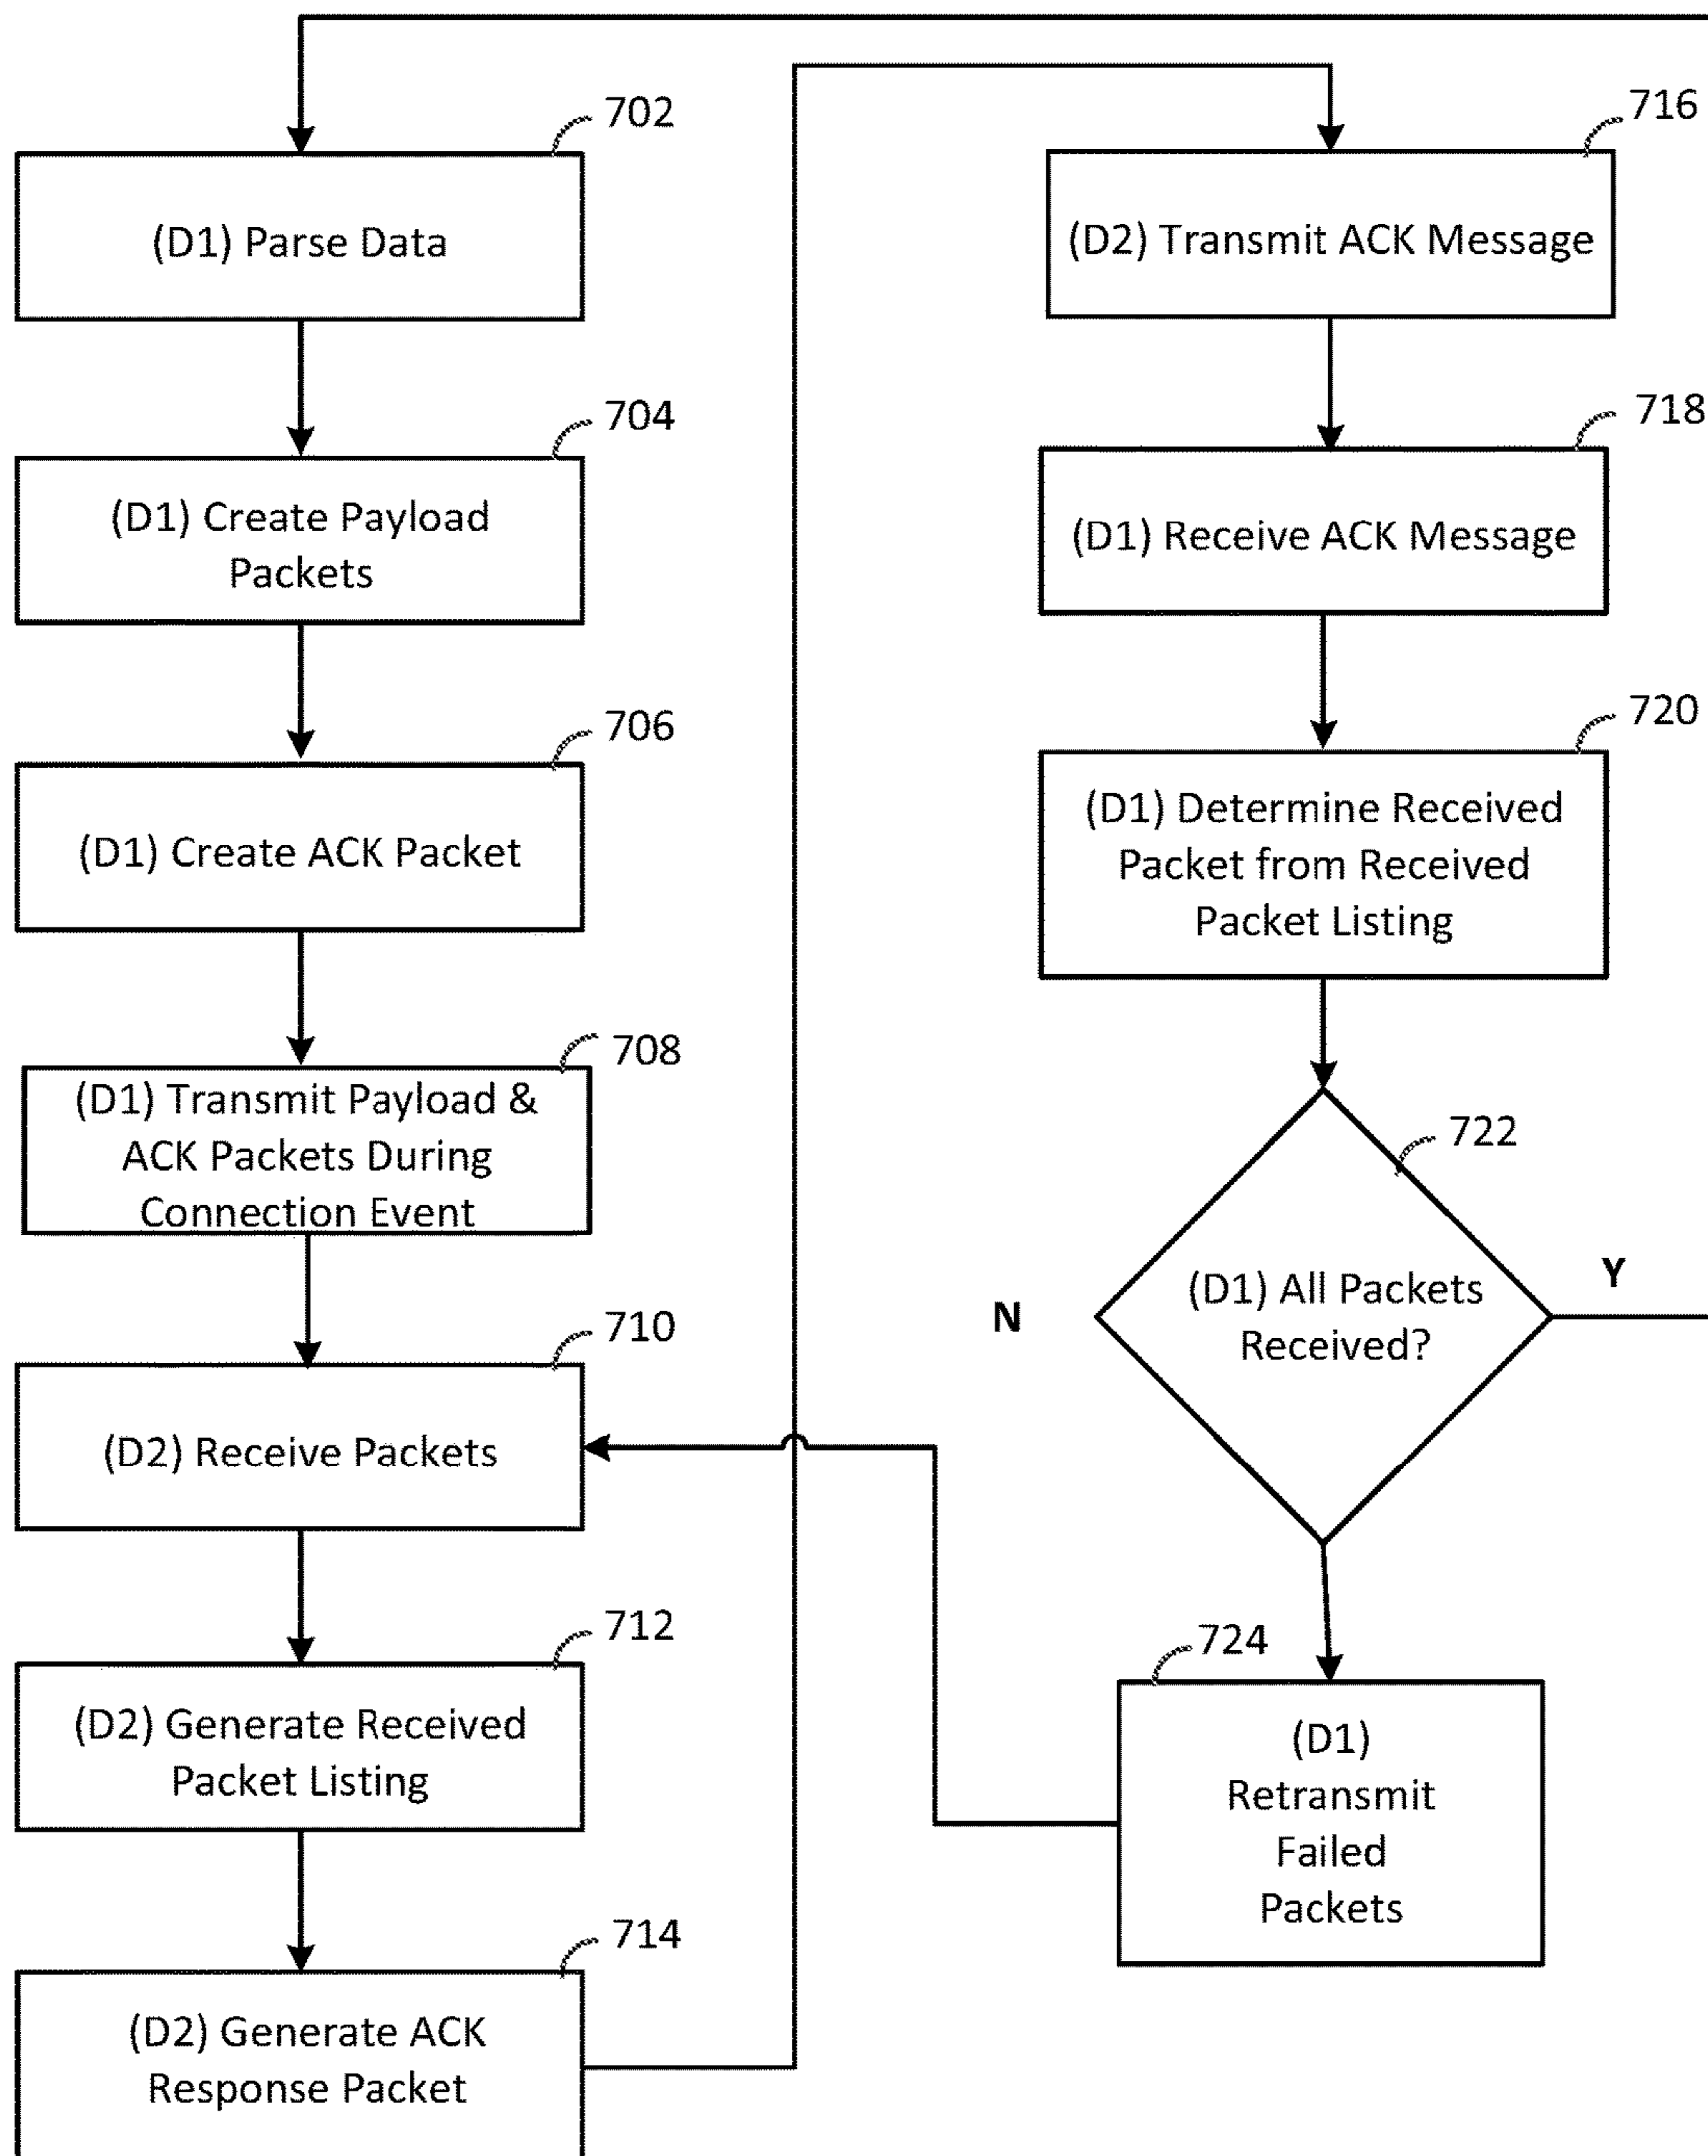 702
(D1) Parse Data
704
(D1) Create Payload
Packets
706
(D1) Create ACK Packet
708
(D1) Transmit Payload &
ACK Packets During
Connection Event
710
(D2) Receive Packets
712
(D2) Generate Received
Packet Listing
714
(D2) Generate ACK
Response Packet
716
(D2) Transmit ACK Message
718
(D1) Receive ACK Message
720
(D1) Determine Received
Packet from Received
Packet Listing
722
(D1) All Packets
Received?
N
Y
724
(D1)
Retransmit
Failed
Packets